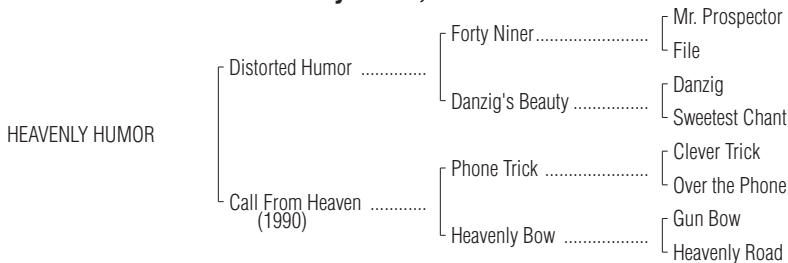 Mr. Prospector
Forty Niner
File
Distorted Humor
Danzig
Danzig's Beauty
Sweetest Chant
HEAVENLY HUMOR
Clever Trick
Phone Trick
Over the Phone
Call From Heaven
(1990)
Gun Bow
Heavenly Bow
Heavenly Road